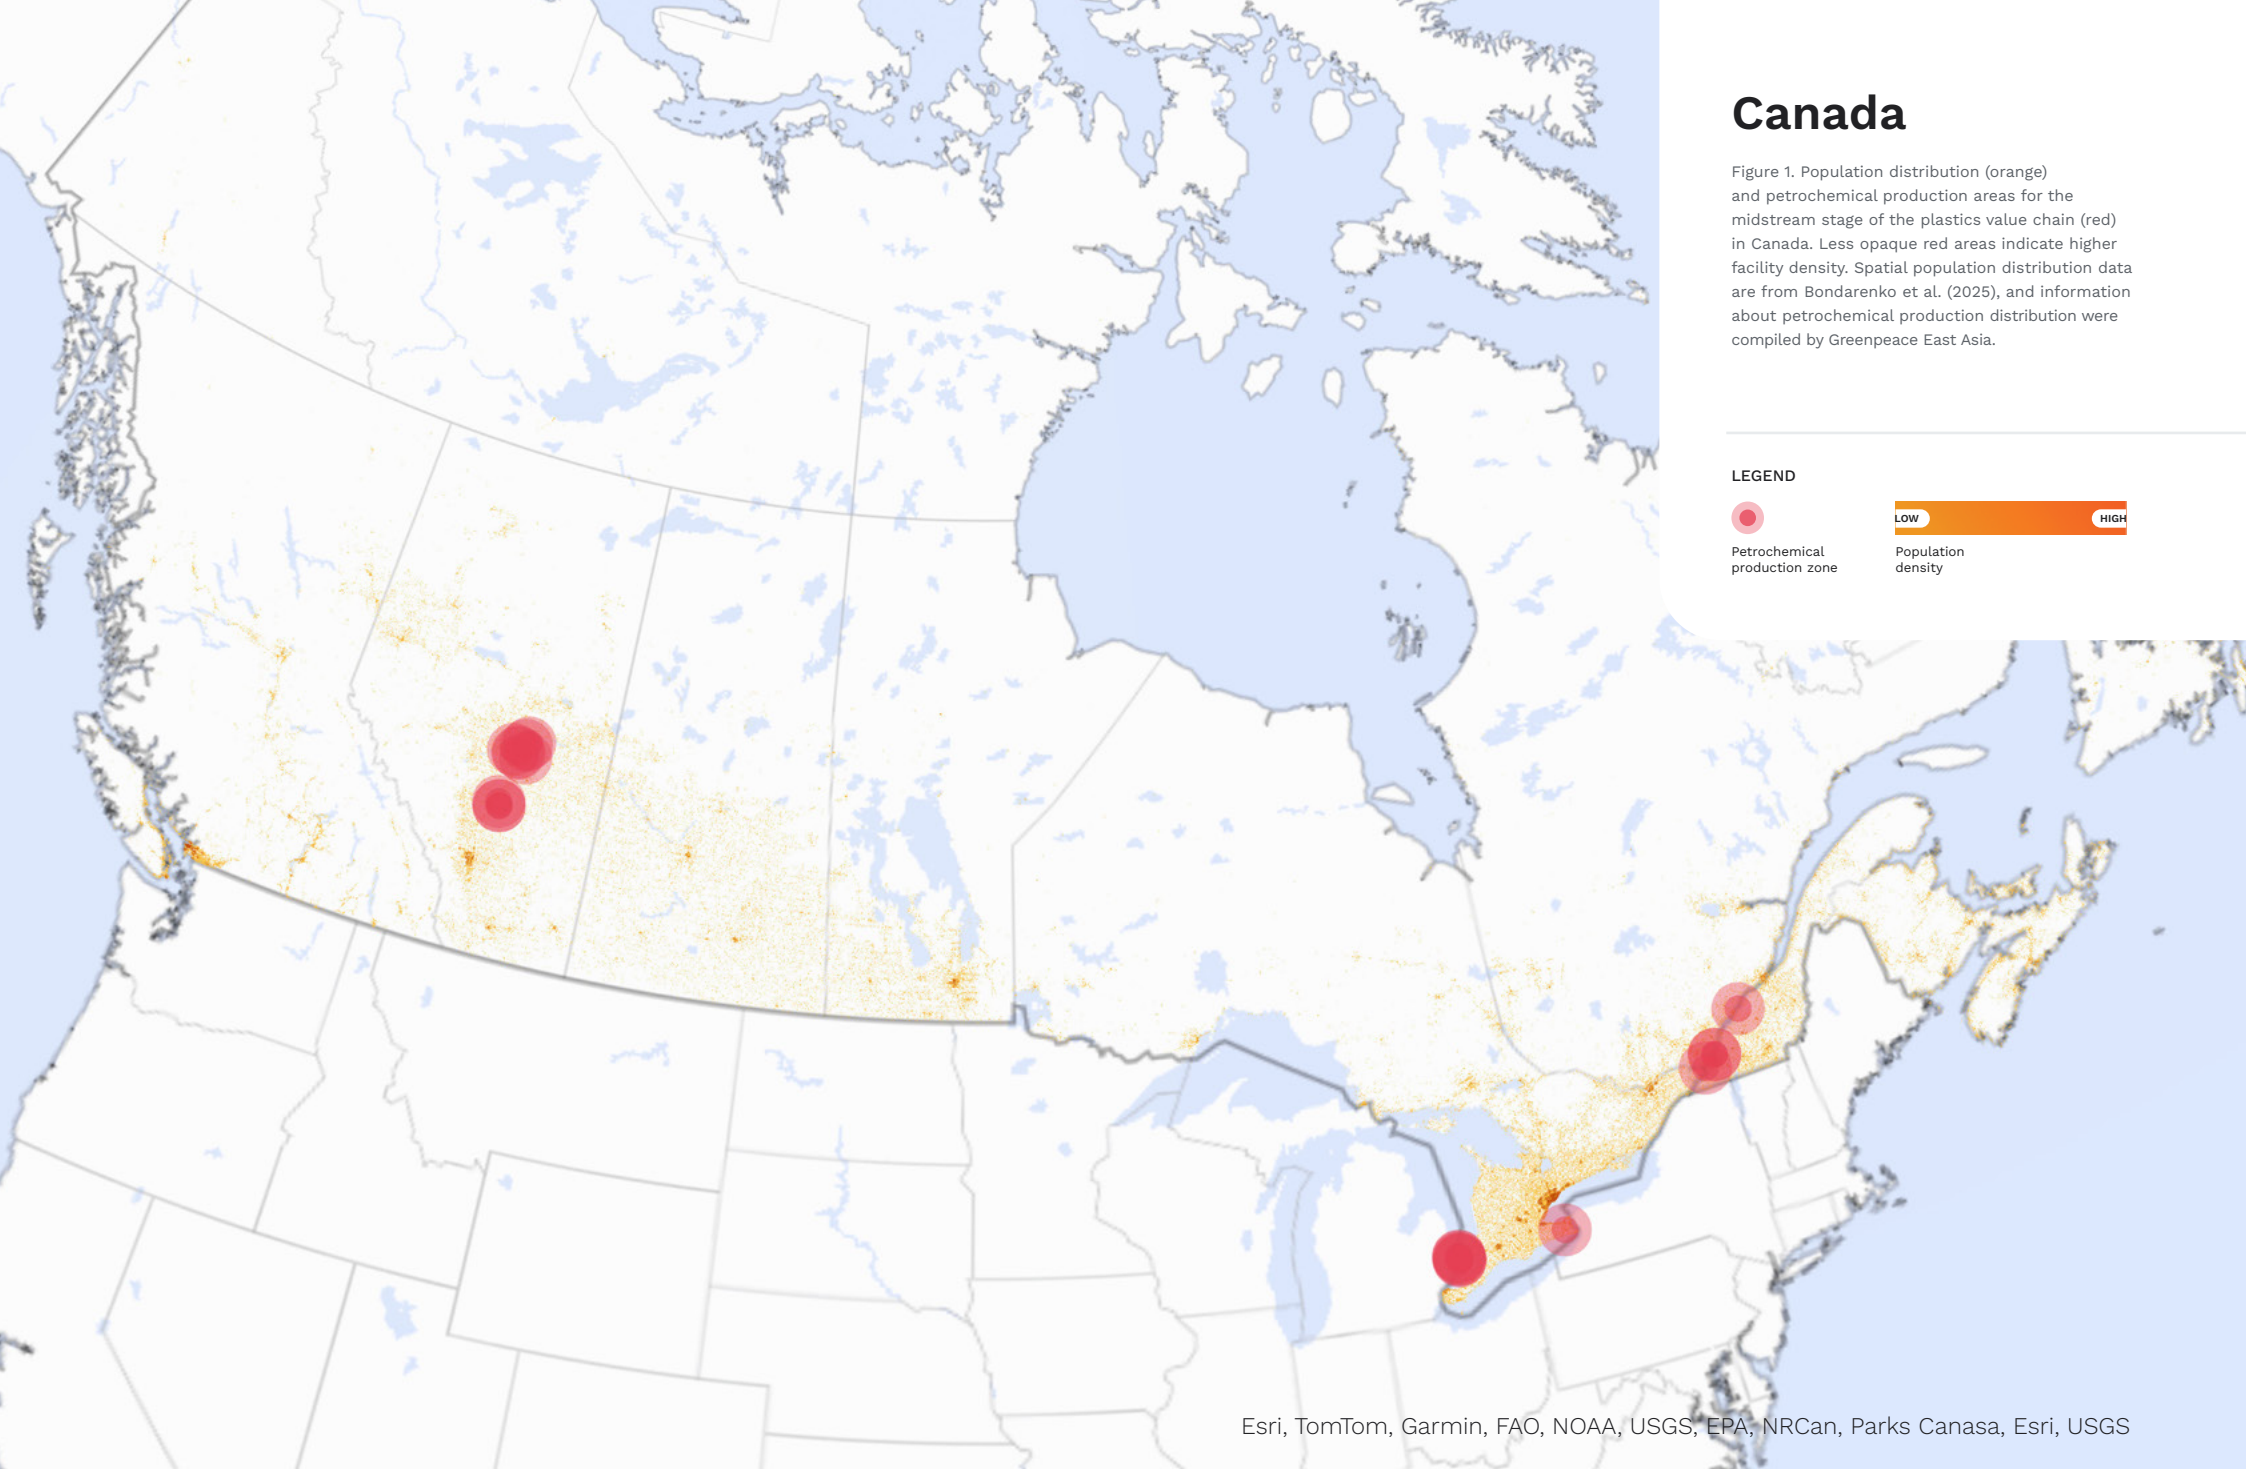 Canada
Figure 1. Population distribution (orange)
and petrochemical production areas for the
midstream stage of the plastics value chain (red)
in Canada. Less opaque red areas indicate higher
facility density. Spatial population distribution data
are from Bondarenko et al. (2025), and information
about petrochemical production distribution were
compiled by Greenpeace East Asia.
LEGEND
LOW
HIGH
Petrochemical
production zone
Population
density
Esri, TomTom, Garmin, FAO, NOAA, USGS, EPA, NRCan, Parks Canasa, Esri, USGS